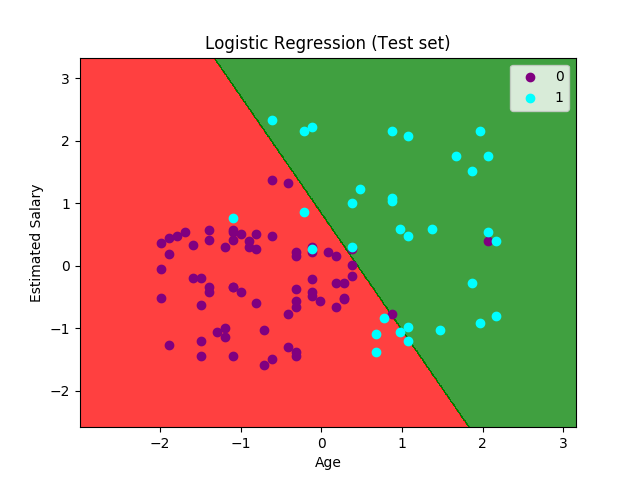 Logistic Regression (Test set)
0
1
3
2
1
0
−1
−2
Estimated Salary
−2 −1 0 1 2 3
Age